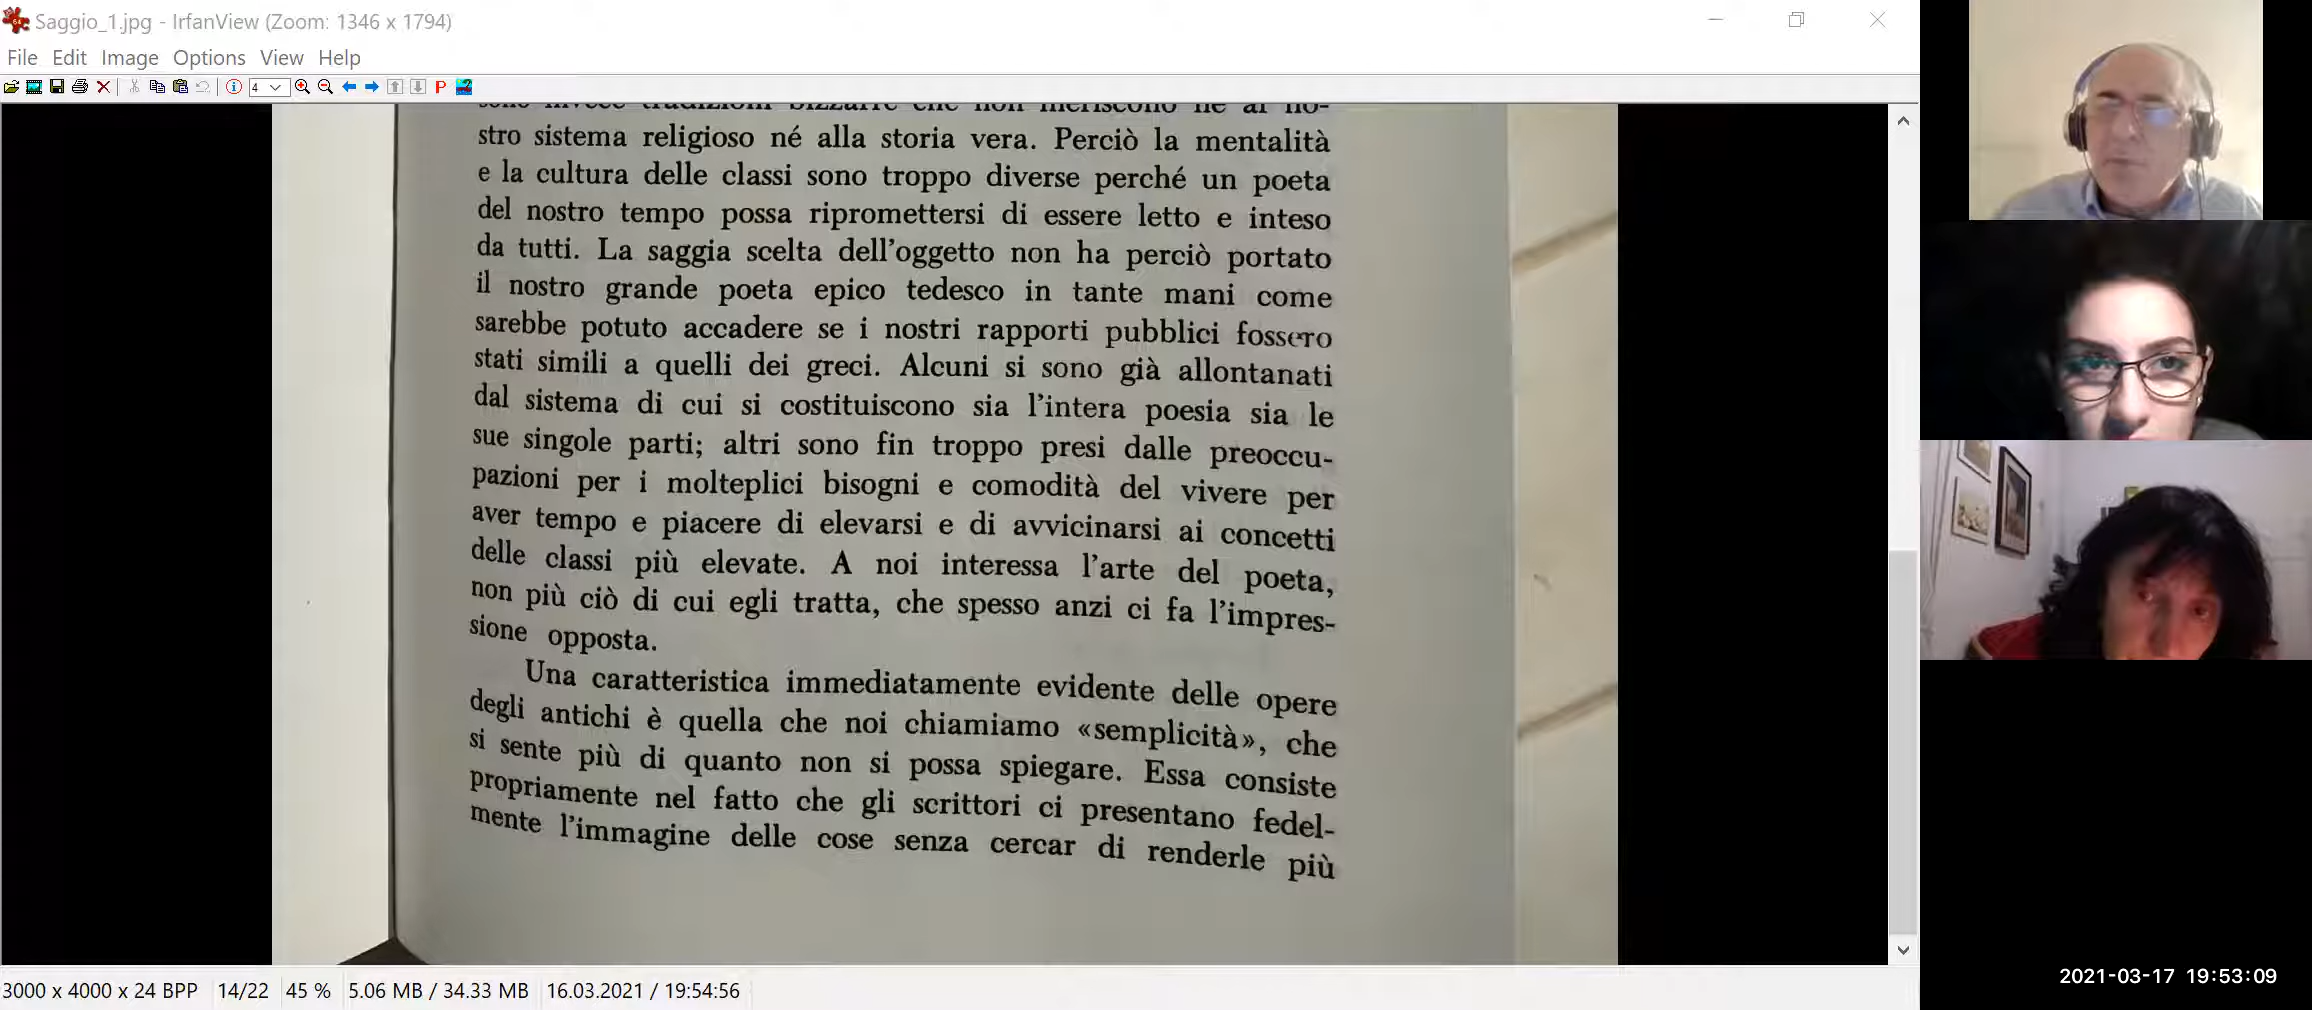 Saggio_1.jpg - IrfanView (Zoom: 1346 x 1794)
File Edit Image Options View Help
4
P
sono invece tradizioni bizzarre che non né al no-
stro sistema religioso né alla storia vera. Perciò la mentalità
e la cultura delle classi sono troppo diverse perché un poeta
del nostro tempo possa ripromettersi di essere letto e inteso
da tutti. La saggia scelta dell'oggetto non ha perciò portato
il nostro grande poeta epico tedesco in tante mani come
sarebbe potuto accadere se i nostri rapporti pubblici fossero
stati simili a quelli dei greci. Alcuni si sono già allontanati
dal sistema di cui si costituiscono sia l'intera poesia sia le
sue singole parti; altri sono fin troppo presi dalle preoccu-
pazioni per i molteplici bisogni e comodità del vivere per
aver tempo e piacere di elevarsi e di avvicinarsi ai concetti
delle classi più elevate. A noi interessa l'arte del poeta,
non più ciò di cui egli tratta, che spesso anzi ci fa l'impres-
sione opposta.
Una caratteristica immediatamente evidente delle opere
degli antichi è quella che noi chiamiamo «semplicità», che
si sente più di quanto non si possa spiegare. Essa consiste
propriamente nel fatto che gli scrittori ci presentano fedel-
mente l'immagine delle cose senza cercar di renderle più
3000 x 4000 x 24 BPP 14/22 45 % 5.06 MB / 34.33 MB 16.03.2021 / 19:54:56
2021-03-17 19:53:09